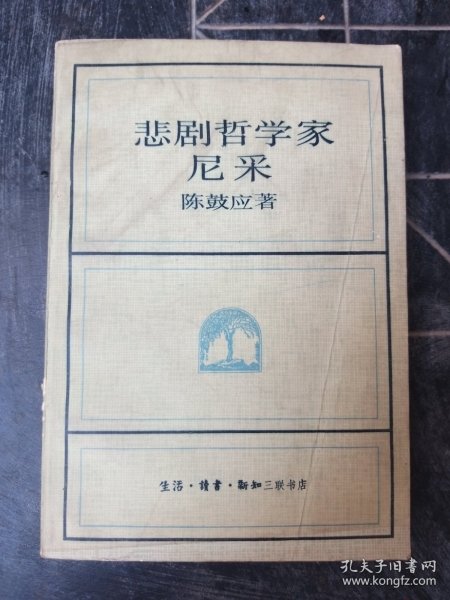 悲剧哲学家
尼采
陈鼓应著
生活·讀書·新知三联书店
孔夫子旧书网
www.kongfz.com